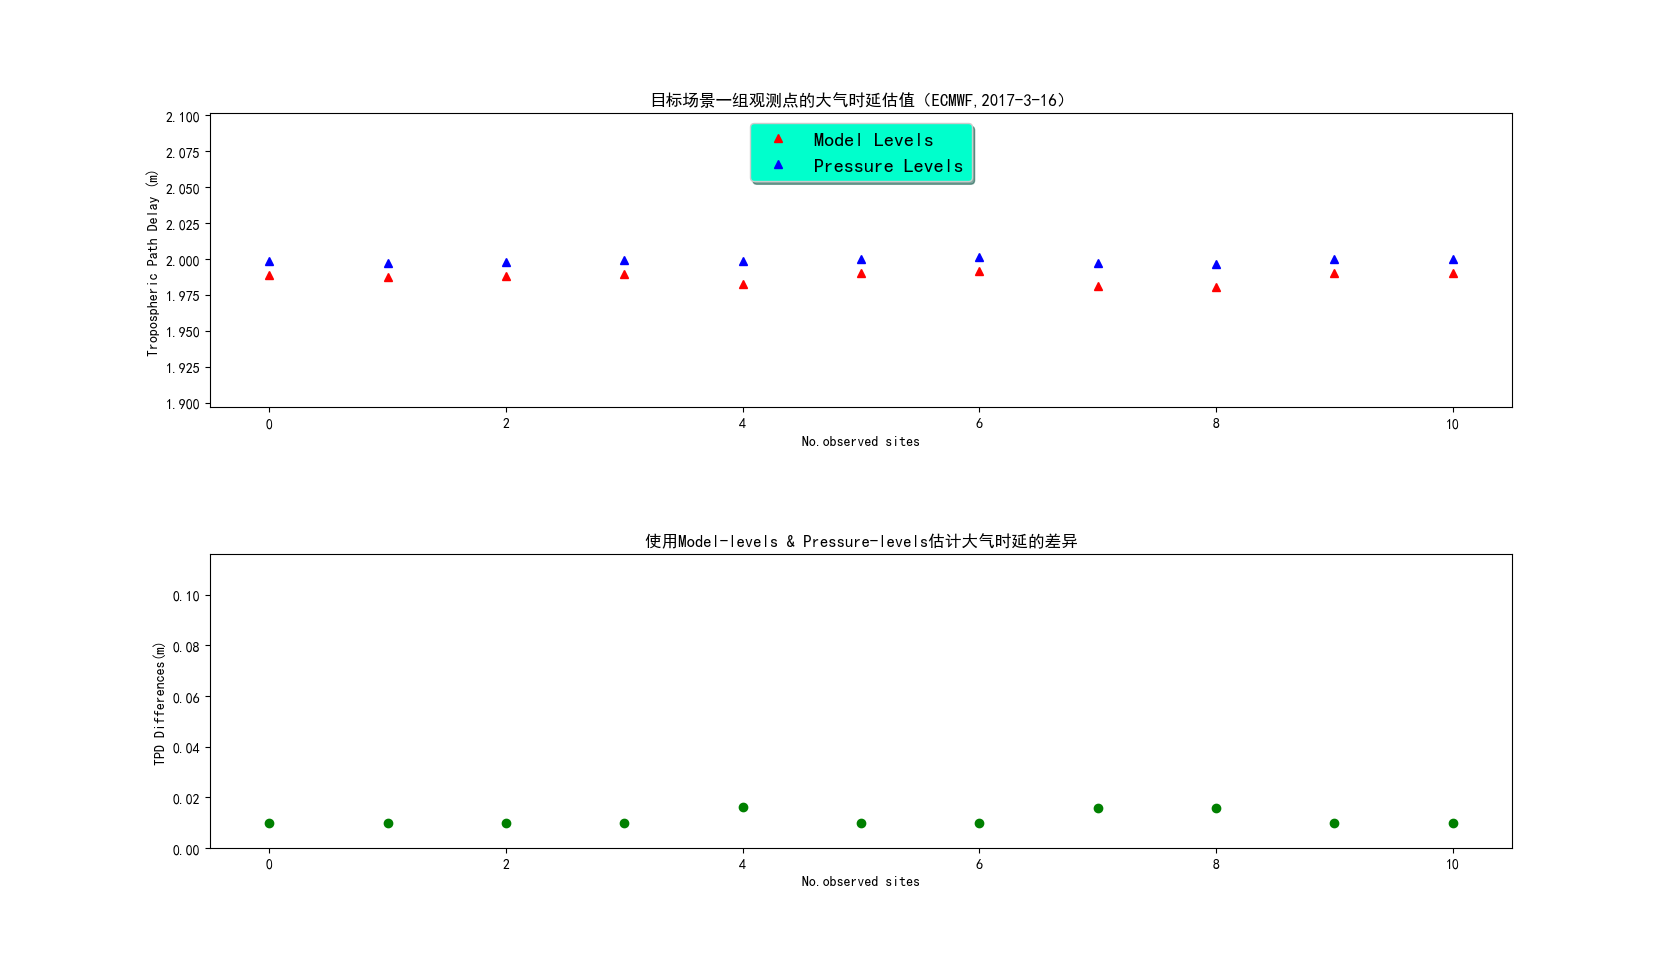 目标场景一组观测点的大气时延估值（ECMWF,2017-3-16）
Model Levels
Pressure Levels
Tropospheric Path Delay (m)
2.100
2.075
2.050
2.025
2.000
1.975
1.950
1.925
1.900
0 2 4 6 8 10
No.observed sites
使用Model-levels & Pressure-levels估计大气时延的差异
TPD Differences(m)
0.10
0.08
0.06
0.04
0.02
0.00
0 2 4 6 8 10
No.observed sites